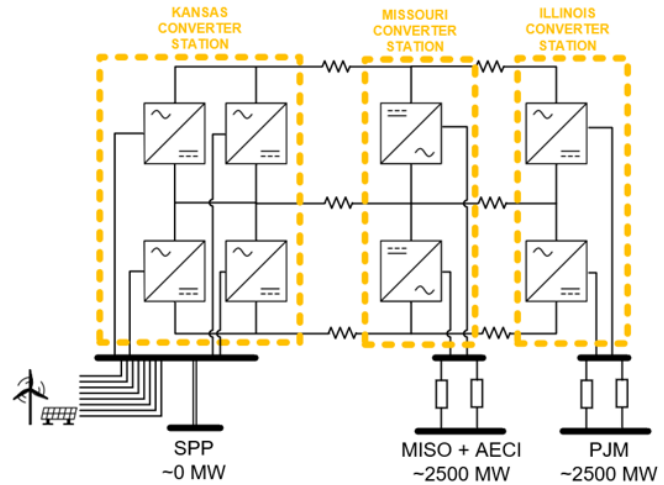 KANSAS
CONVERTER
STATION
MISSOURI
CONVERTER
STATION
ILLINOIS
CONVERTER
STATION
SPP
~0 MW
MISO + AECI
~2500 MW
PJM
~2500 MW